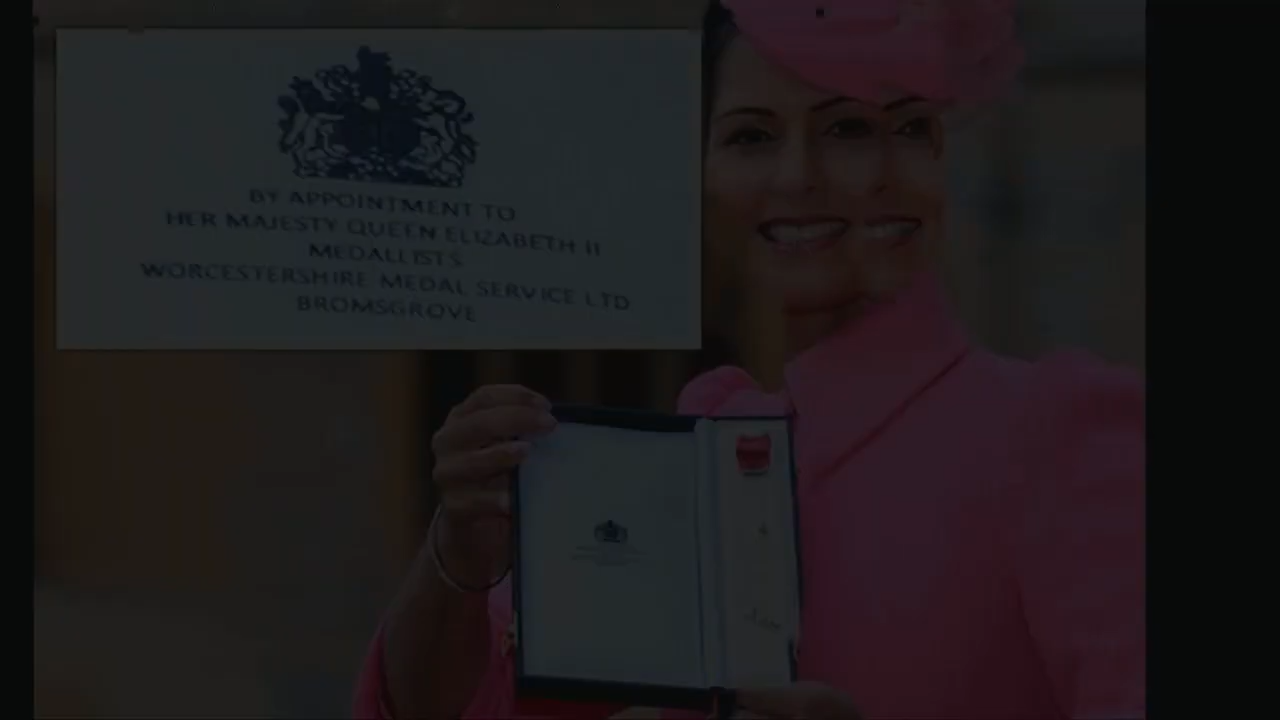 BY APPOINTMENT TO
HER MAJESTY QUEEN ELIZABETH II
MEDALLISTS
WORCESTERSHIRE MEDAL SERVICE LTD
BROMSGROVE